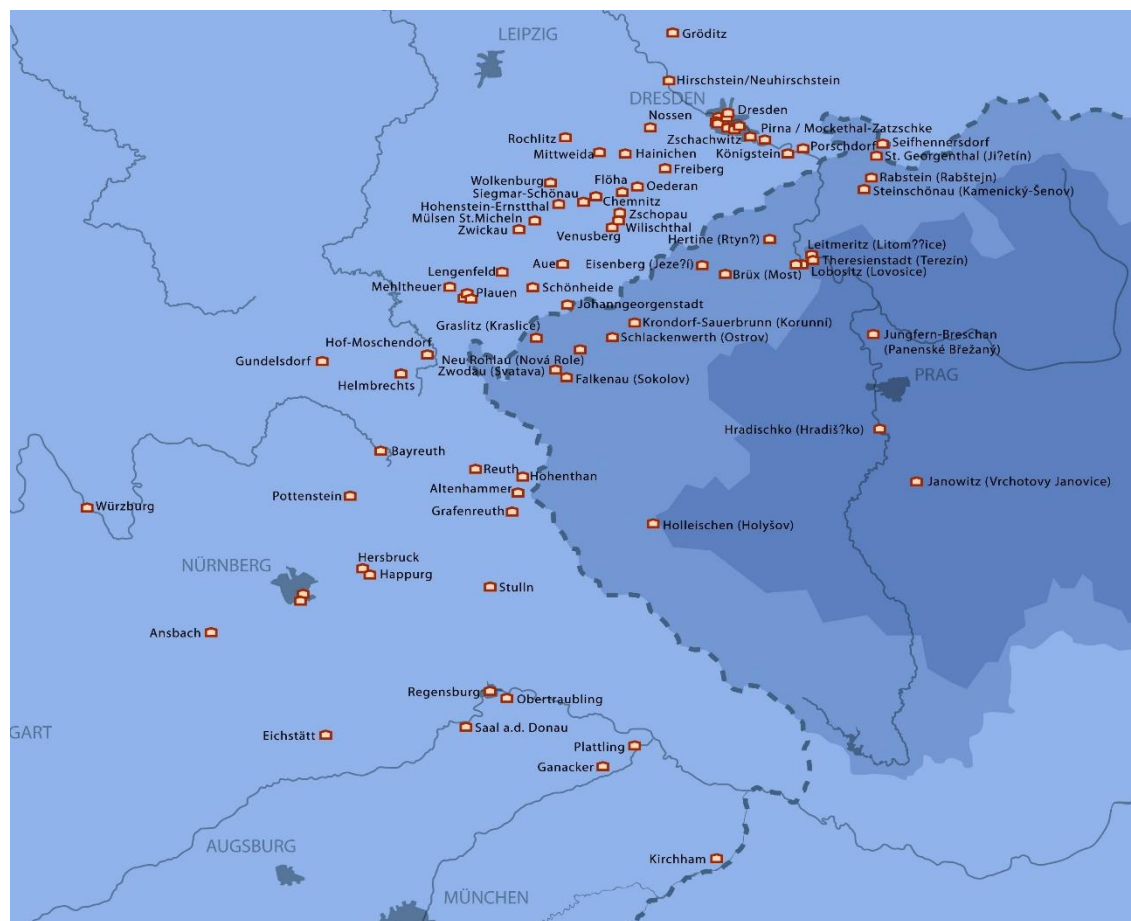 Gröditz
LEIPZIG
Hirschstein/Neuhirschstein
DRESDEN
Dresden
Nossen
Pirna / Mockethal-Zatzschke
Rochlitz
Zschachwitz
Seifhennersdorf
Mittweida
Hainichen
Königstein
Porschdorf
St. Georgenthal (Ji?etín)
Freiberg
Wolkenburg
Flöha
Oederan
Rabstein (Rabštejn)
Siegmar-Schönau
Steinschönau (Kamenický-Šenov)
Hohenstein-Ernstthal
Chemnitz
Mülsen St.Micheln
Zschopau
Zwickau
Wilischthal
Venusberg
Hertine (Rtyn?)
Leitmeritz (Litom??ice)
Theresienstadt (Terezín)
Lengenfeld
Aue
Eisenberg (Jeze?í)
Brüx (Most)
Lobositz (Lovosice)
Mehltheuer
Plauen
Schönheide
Johanngeorgenstadt
Graslitz (Kraslice)
Krondorf-Sauerbrunn (Korunní)
Schlackenwerth (Ostrov)
Jungfern-Breschan
(Panenské Břežany)
Hof-Moschendorf
Gundelsdorf
Neu Rohlau (Nová Role)
Zwodau (Svatava)
Falkenau (Sokolov)
Helmbrechts
PRAG
Hradischko (Hradiš?ko)
Bayreuth
Reuth
Hohenthan
Janowitz (Vrchotovy Janovice)
Pottenstein
Altenhammer
Würzburg
Grafenreuth
Holleischen (Holyšov)
Hersbruck
NÜRNBERG
Happurg
Stulln
Ansbach
Regensburg
Obertraubling
GART
Eichstätt
Saal a.d. Donau
Plattling
Ganacker
AUGSBURG
Kirchham
MÜNCHEN